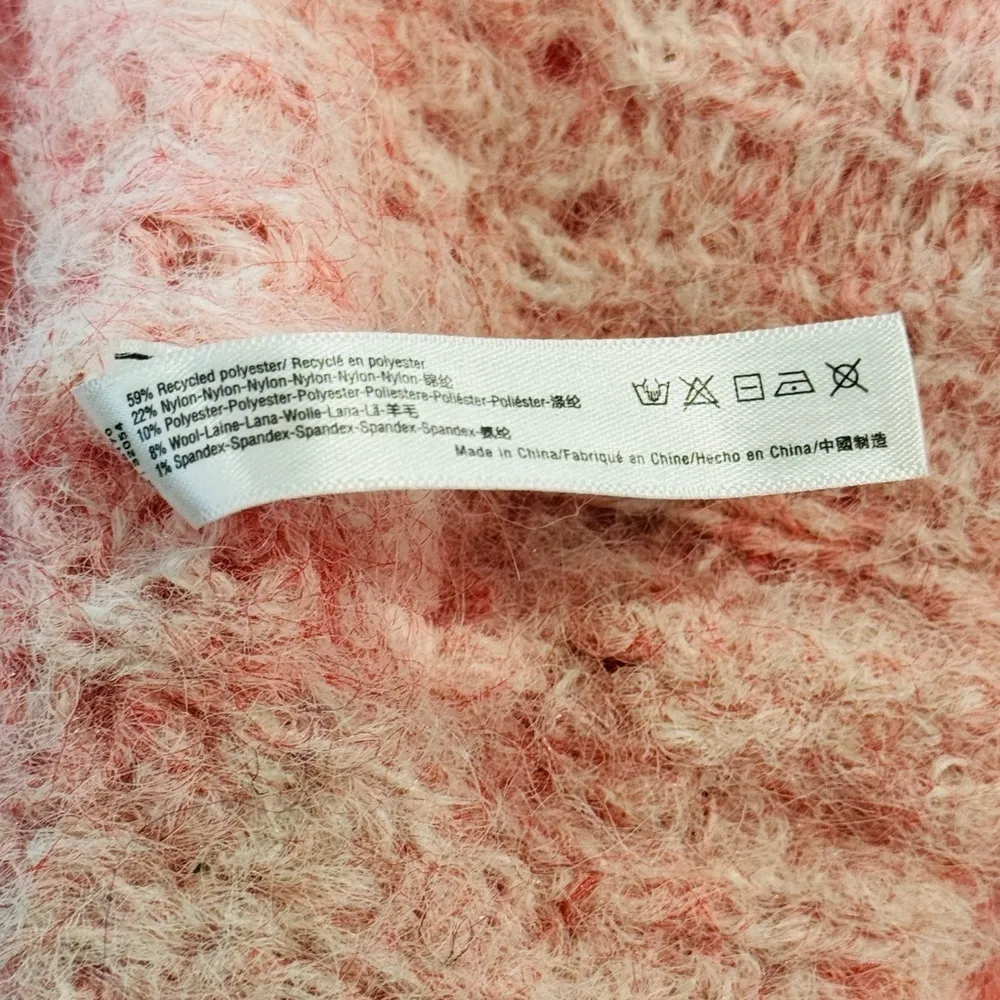 59% Recycled polyester/ Recyclé en polyester
22% Nylon-Nylon-Nylon-Nylon-Nylon-Nylon-锦纶
10% Polyester-Polyester-Polyester-Poliestere-Poliéster-Poliéster-涤纶
8% Wool-Laine-Lana-Wolle-Lana-Lã-羊毛
1% Spandex-Spandex-Spandex-Spandex-Spandex-氨纶
Made in China/Fabriqué en Chine/Hecho en China/中國制造